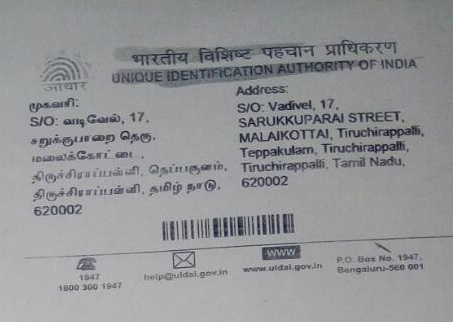 भारतीय विशिष्ट पहचान प्राधिकरण
आधार
UNIQUE IDENTIFICATION AUTHORITY OF INDIA
முகவரி:
S/O: வடிவேல், 17,
சறுக்குபாறை தெரு,
மலைக்கோட்டை,
திருச்சிராப்பள்ளி, தெப்பகுளம்,
திருச்சிராப்பள்ளி, தமிழ் நாடு,
620002
Address:
S/O: Vadivel, 17,
SARUKKUPARAI STREET,
MALAIKOTTAI, Tiruchirappalli,
Teppakulam, Tiruchirappalli,
Tiruchirappalli, Tamil Nadu,
620002
1947
1800 300 1947
help@uidai.gov.in
WWW
www.uidai.gov.in
P.O. Box No. 1947,
Bengaluru-560 001